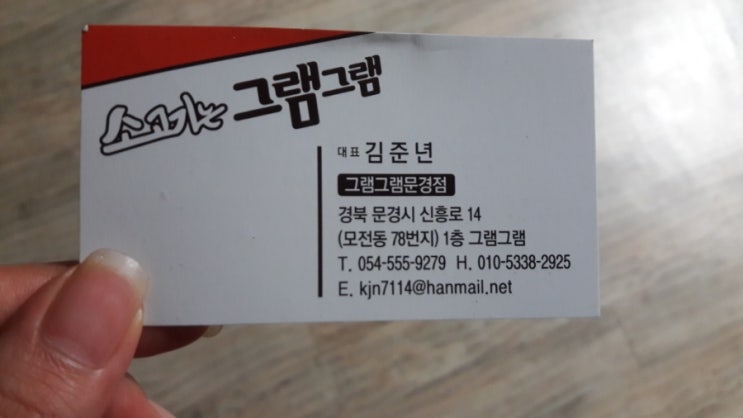 소고기는 그램그램
대표 김준년
그램그램문경점
경북 문경시 신흥로 14
(모전동 78번지) 1층 그램그램
T. 054-555-9279 H. 010-5338-2925
E. kjn7114@hanmail.net